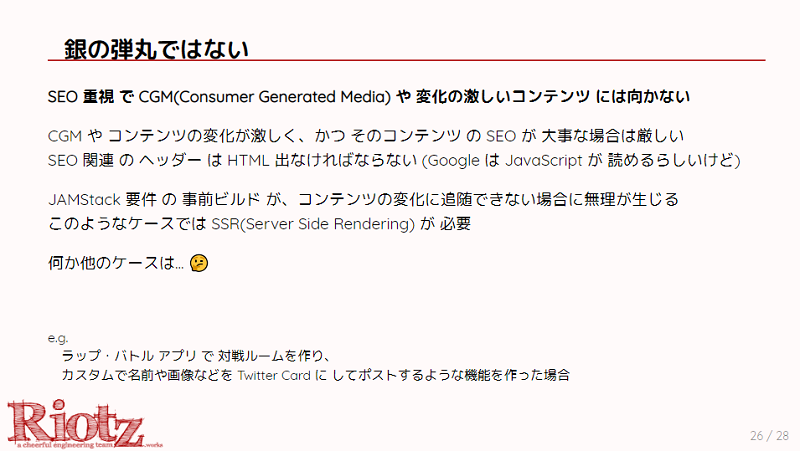 銀の弾丸ではない
SEO 重視 で CGM(Consumer Generated Media) や 変化の激しいコンテンツ には向かない
CGM や コンテンツの変化が激しく、かつ そのコンテンツ の SEO が 大事な場合は厳しい
SEO 関連 の ヘッダー は HTML 出なければならない (Google は JavaScript が 読めるらしいけど)
JAMStack 要件 の 事前ビルド が、コンテンツの変化に追随できない場合に無理が生じる
このようなケースでは SSR(Server Side Rendering) が 必要
何か他のケースは... 🤔
e.g.
ラップ・バトル アプリ で 対戦ルームを作り、
カスタムで名前や画像などを Twitter Card に してポストするような機能を作った場合
Riotz
a cheerful engineering team .works
26 / 28